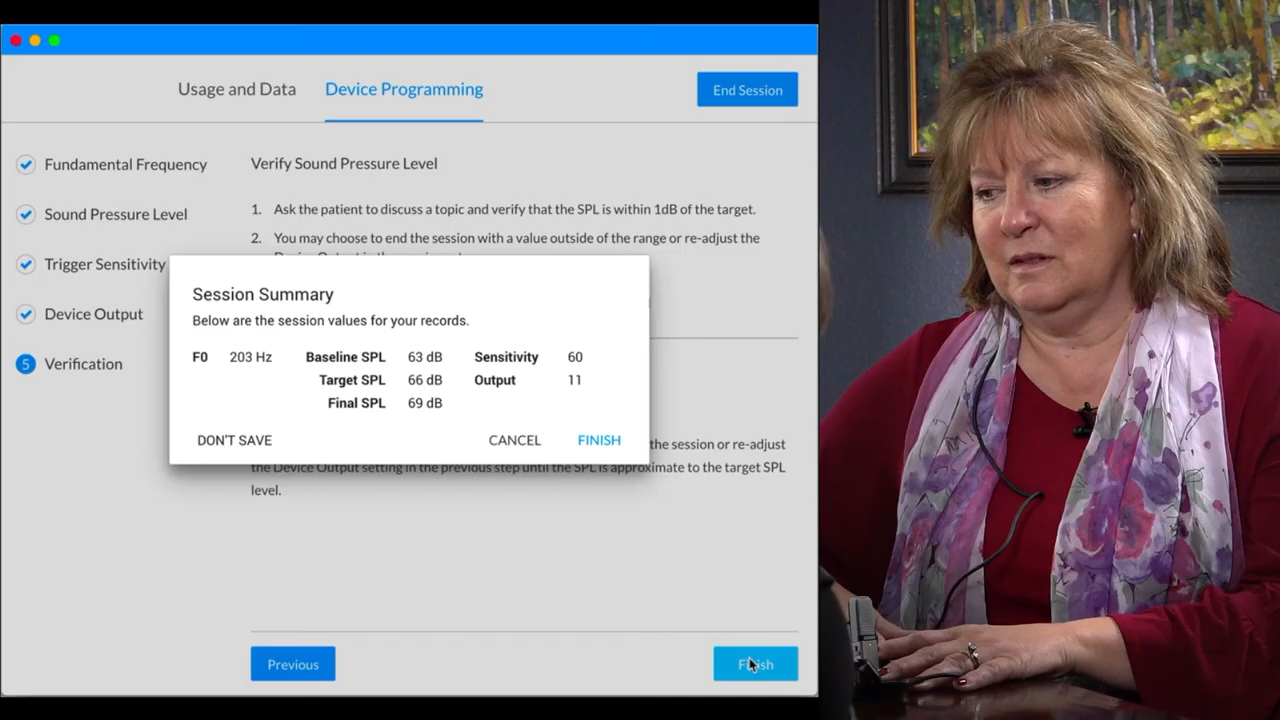 Usage and Data
Device Programming
End Session
Fundamental Frequency
Sound Pressure Level
Trigger Sensitivity
Device Output
5 Verification
Verify Sound Pressure Level
1. Ask the patient to discuss a topic and verify that the SPL is within 1dB of the target.
2. You may choose to end the session with a value outside of the range or re-adjust the
Session Summary
Below are the session values for your records.
F0 203 Hz Baseline SPL 63 dB Sensitivity 60
Target SPL 66 dB Output 11
Final SPL 69 dB
DON'T SAVE CANCEL FINISH
the session or re-adjust
the Device Output setting in the previous step until the SPL is approximate to the target SPL
level.
Previous
Finish